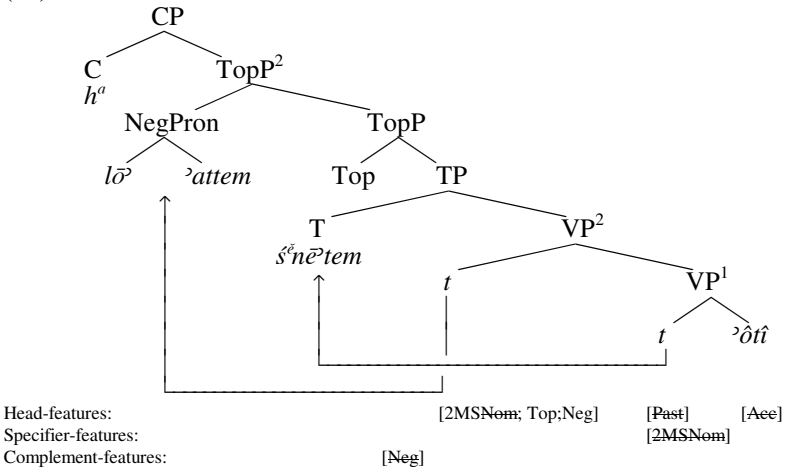 CP
C TopP²
hᵃ
NegPron TopP
lōʾ ʾattem Top TP
T VP²
śᵉ̆nēʾtem
t VP¹
t ʾôtî
Head-features: [2MSNom; Top;Neg] [Past] [Acc]
Specifier-features: [2MSNom]
Complement-features: [Neg]